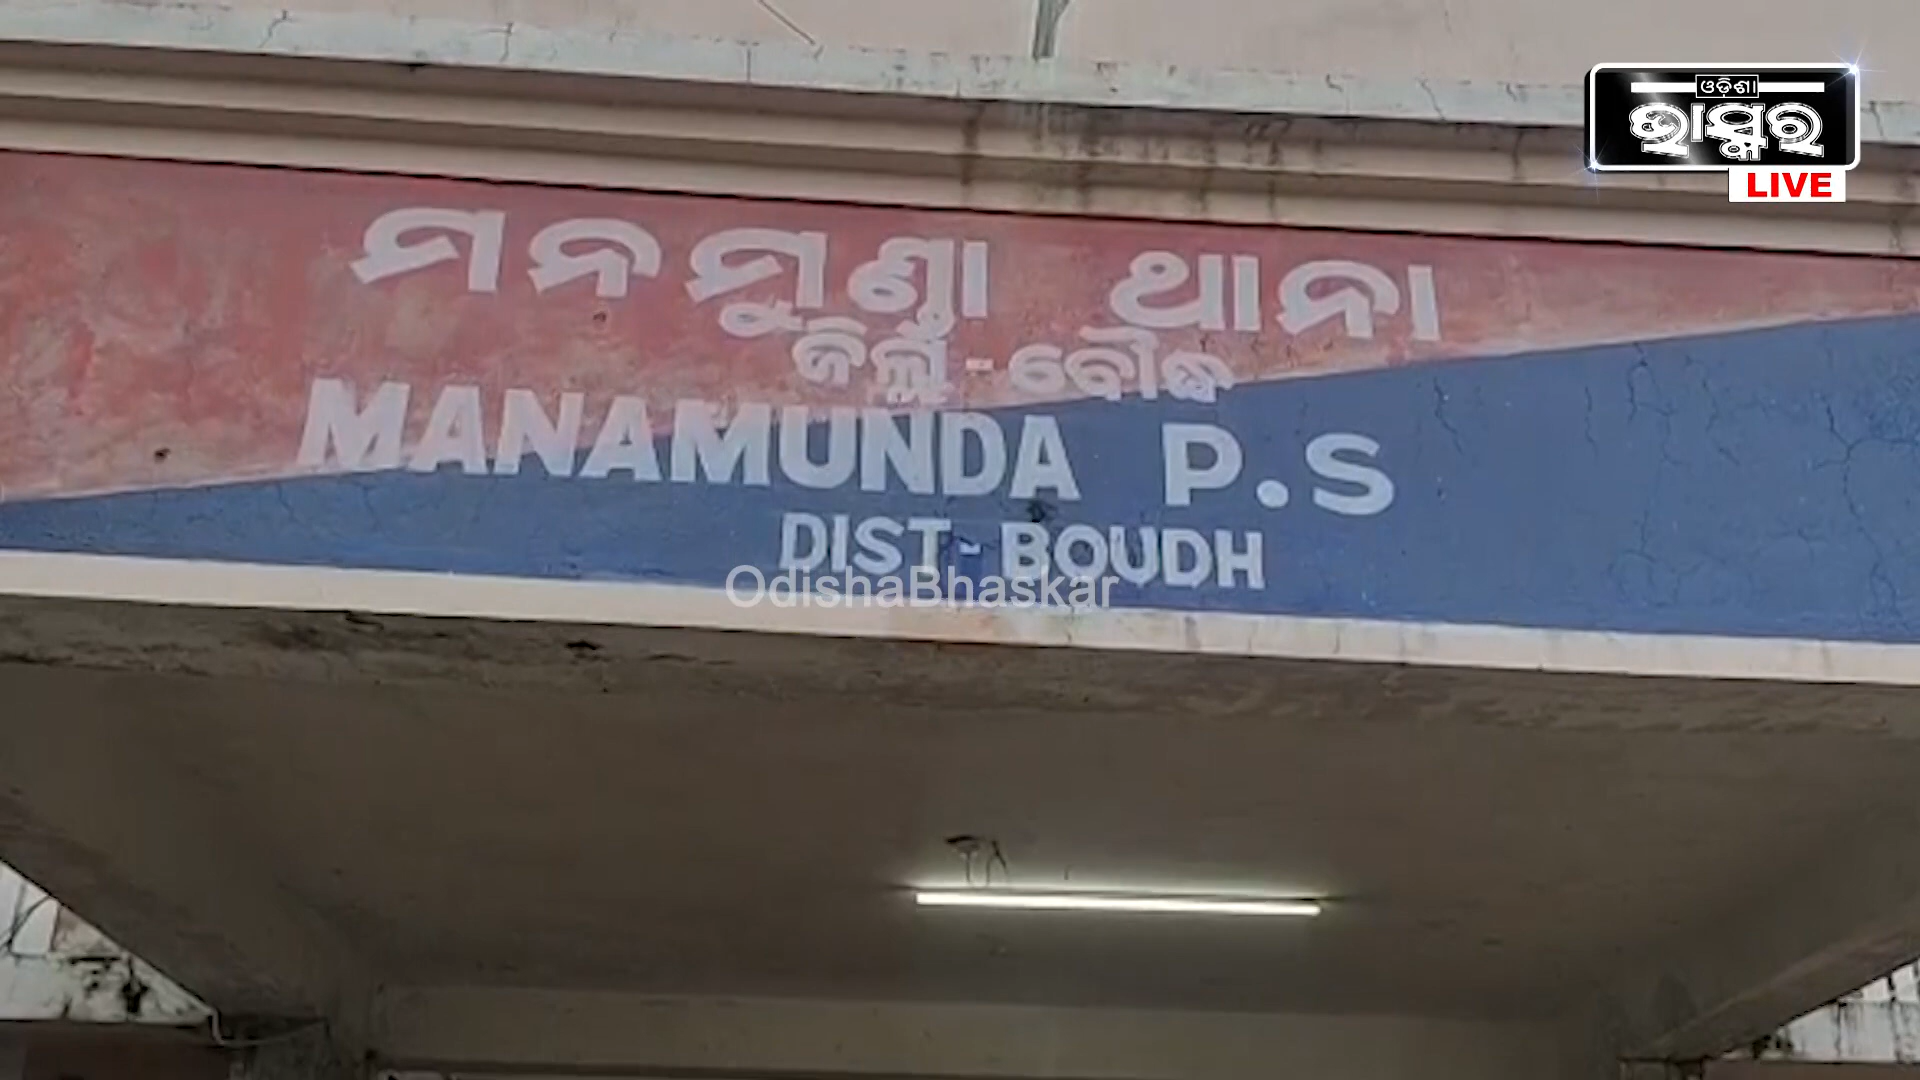 ଓଡ଼ିଶା
ଭାସ୍କର
LIVE
ମନମୁଣ୍ଡା ଥାନା
ଜିଲ୍ଲା - ବୌଦ୍ଧ
MANAMUNDA P.S
DIST - BOUDH
OdishaBhaskar